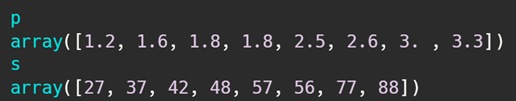 p
array([1.2, 1.6, 1.8, 1.8, 2.5, 2.6, 3. , 3.3])
s
array([27, 37, 42, 48, 57, 56, 77, 88])